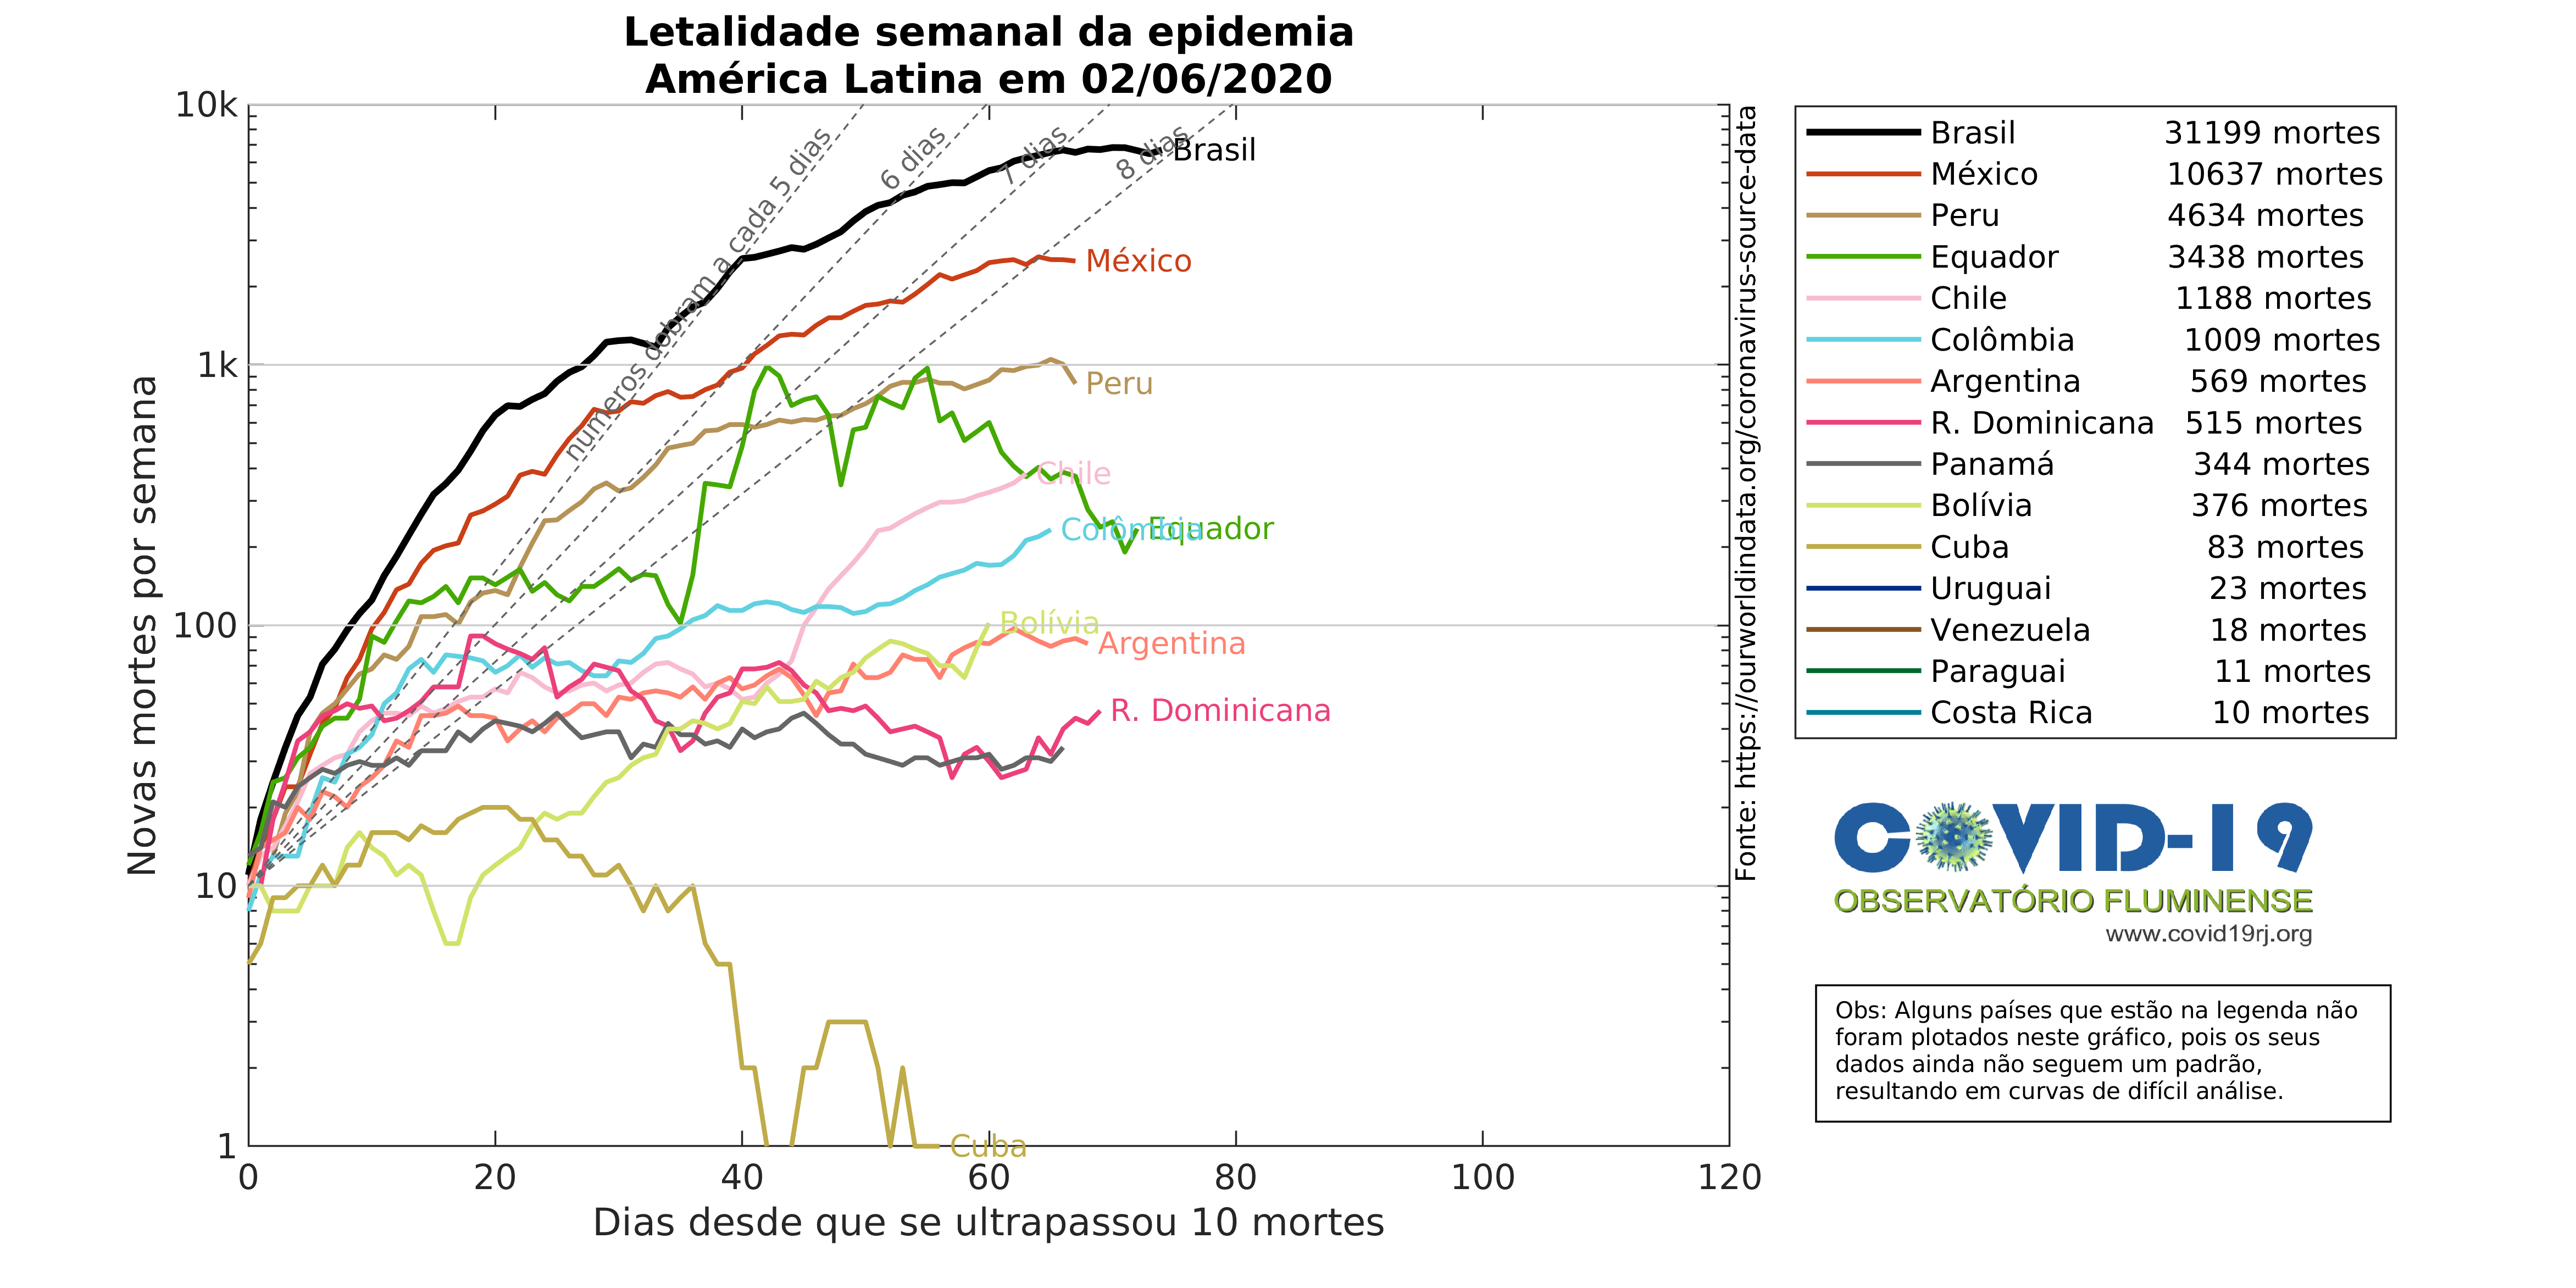 Letalidade semanal da epidemia
América Latina em 02/06/2020
Novas mortes por semana
10k
1k
100
10
1
0 20 40 60 80 100 120
Dias desde que se ultrapassou 10 mortes
números dobram a cada 5 dias
6 dias
7 dias
8 dias
Brasil
México
Peru
Chile
Colômbia
Equador
Bolívia
Argentina
R. Dominicana
Cuba
Fonte: https://ourworldindata.org/coronavirus-source-data
Brasil 31199 mortes
México 10637 mortes
Peru 4634 mortes
Equador 3438 mortes
Chile 1188 mortes
Colômbia 1009 mortes
Argentina 569 mortes
R. Dominicana 515 mortes
Panamá 344 mortes
Bolívia 376 mortes
Cuba 83 mortes
Uruguai 23 mortes
Venezuela 18 mortes
Paraguai 11 mortes
Costa Rica 10 mortes
COVID-19
OBSERVATÓRIO FLUMINENSE
www.covid19rj.org
Obs: Alguns países que estão na legenda não
foram plotados neste gráfico, pois os seus
dados ainda não seguem um padrão,
resultando em curvas de difícil análise.